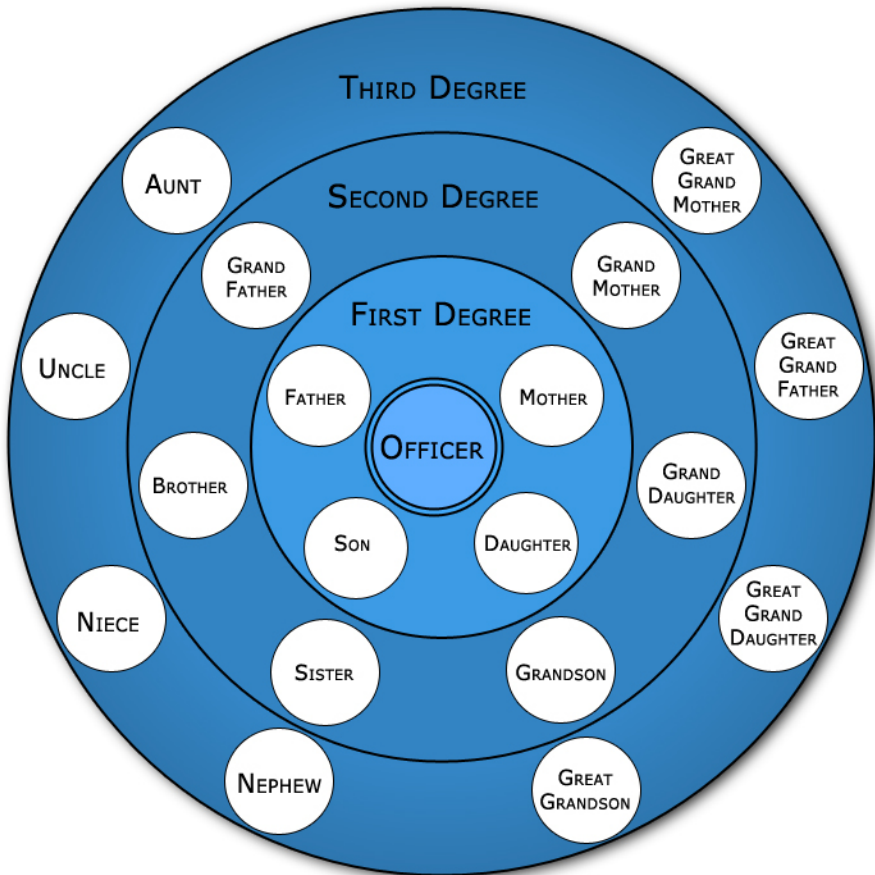 Third Degree
Aunt
Great
Grand
Mother
Second Degree
Grand
Father
Grand
Mother
First Degree
Uncle
Great
Grand
Father
Father
Mother
Officer
Brother
Grand
Daughter
Son
Daughter
Niece
Great
Grand
Daughter
Sister
Grandson
Nephew
Great
Grandson